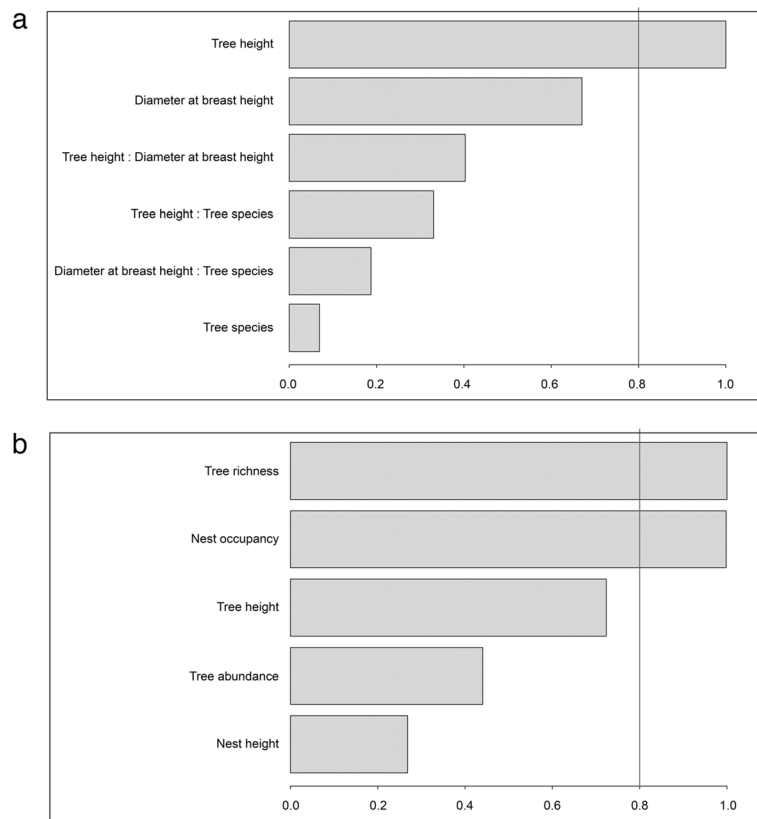 a
Tree height
Diameter at breast height
Tree height : Diameter at breast height
Tree height : Tree species
Diameter at breast height : Tree species
Tree species
0.0 0.2 0.4 0.6 0.8 1.0
b
Tree richness
Nest occupancy
Tree height
Tree abundance
Nest height
0.0 0.2 0.4 0.6 0.8 1.0